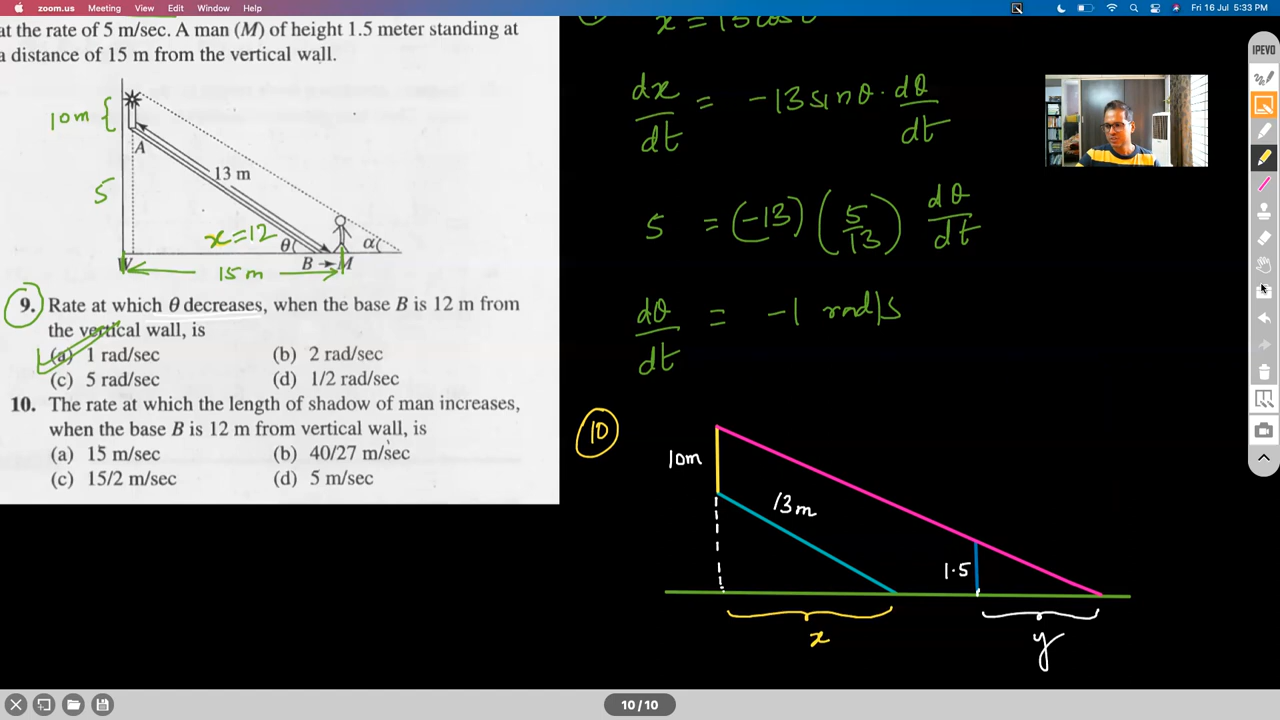 zoom.us Meeting View Edit Window Help
Fri 16 Jul 5:33 PM
at the rate of 5 m/sec. A man (M) of height 1.5 meter standing at
a distance of 15 m from the vertical wall.
10m
A
13 m
5
x=12
θ
α
W
B
M
15 m
9. Rate at which θ decreases, when the base B is 12 m from
the vertical wall, is
(a) 1 rad/sec (b) 2 rad/sec
(c) 5 rad/sec (d) 1/2 rad/sec
10. The rate at which the length of shadow of man increases,
when the base B is 12 m from vertical wall, is
(a) 15 m/sec (b) 40/27 m/sec
(c) 15/2 m/sec (d) 5 m/sec
dx/dt = -13 sinθ · dθ/dt
5 = (-13) (5/13) dθ/dt
dθ/dt = -1 rad/s
10
10m
13m
1.5
x
y
IPEVO
10 / 10